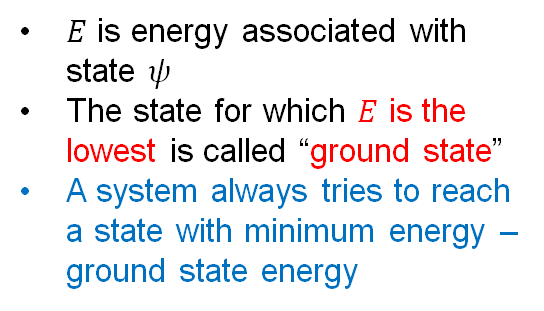 • E is energy associated with
state ψ
• The state for which E is the
lowest is called “ground state”
• A system always tries to reach
a state with minimum energy –
ground state energy